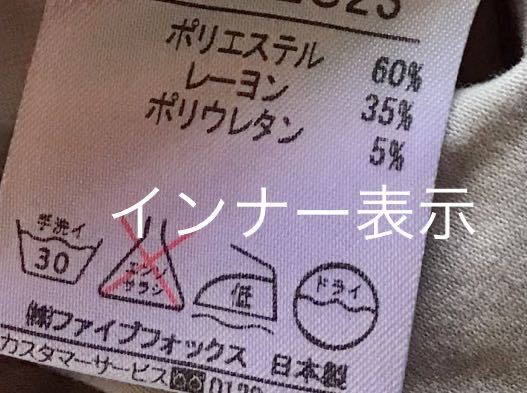 ポリエステル 60%
レーヨン 35%
ポリウレタン 5%
インナー表示
手洗イ
30
エンソ
サラシ
低
ドライ
㈱ファイブフォックス 日本製
カスタマーサービス